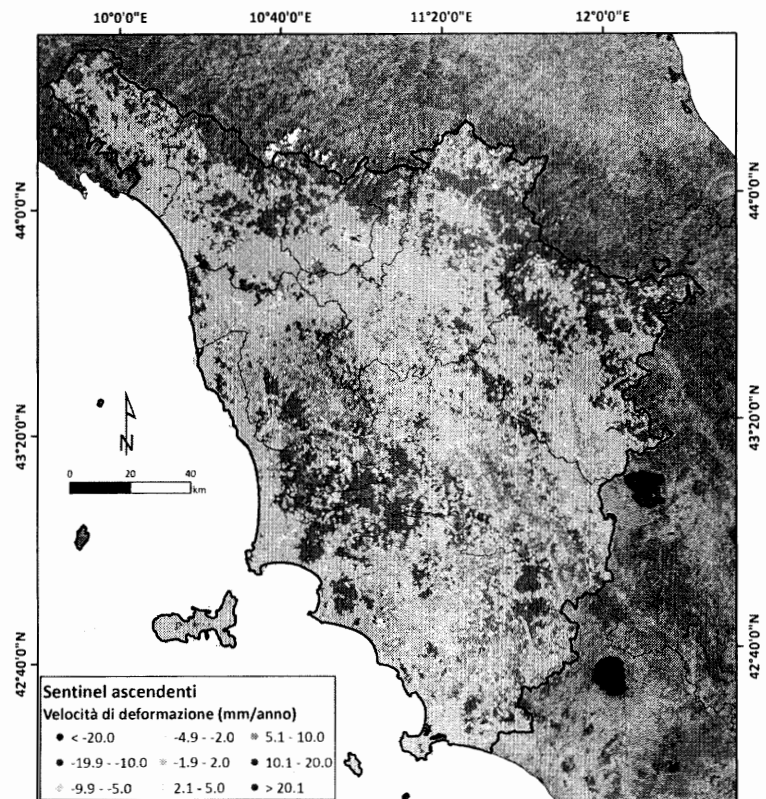 10°0'0"E 10°40'0"E 11°20'0"E 12°0'0"E
44°0'0"N 44°0'0"N
43°20'0"N 43°20'0"N
42°40'0"N 42°40'0"N
N
0 20 40
km
Sentinel ascendenti
Velocità di deformazione (mm/anno)
< -20.0 -4.9 - -2.0 5.1 - 10.0
-19.9 - -10.0 -1.9 - 2.0 10.1 - 20.0
-9.9 - -5.0 2.1 - 5.0 > 20.1